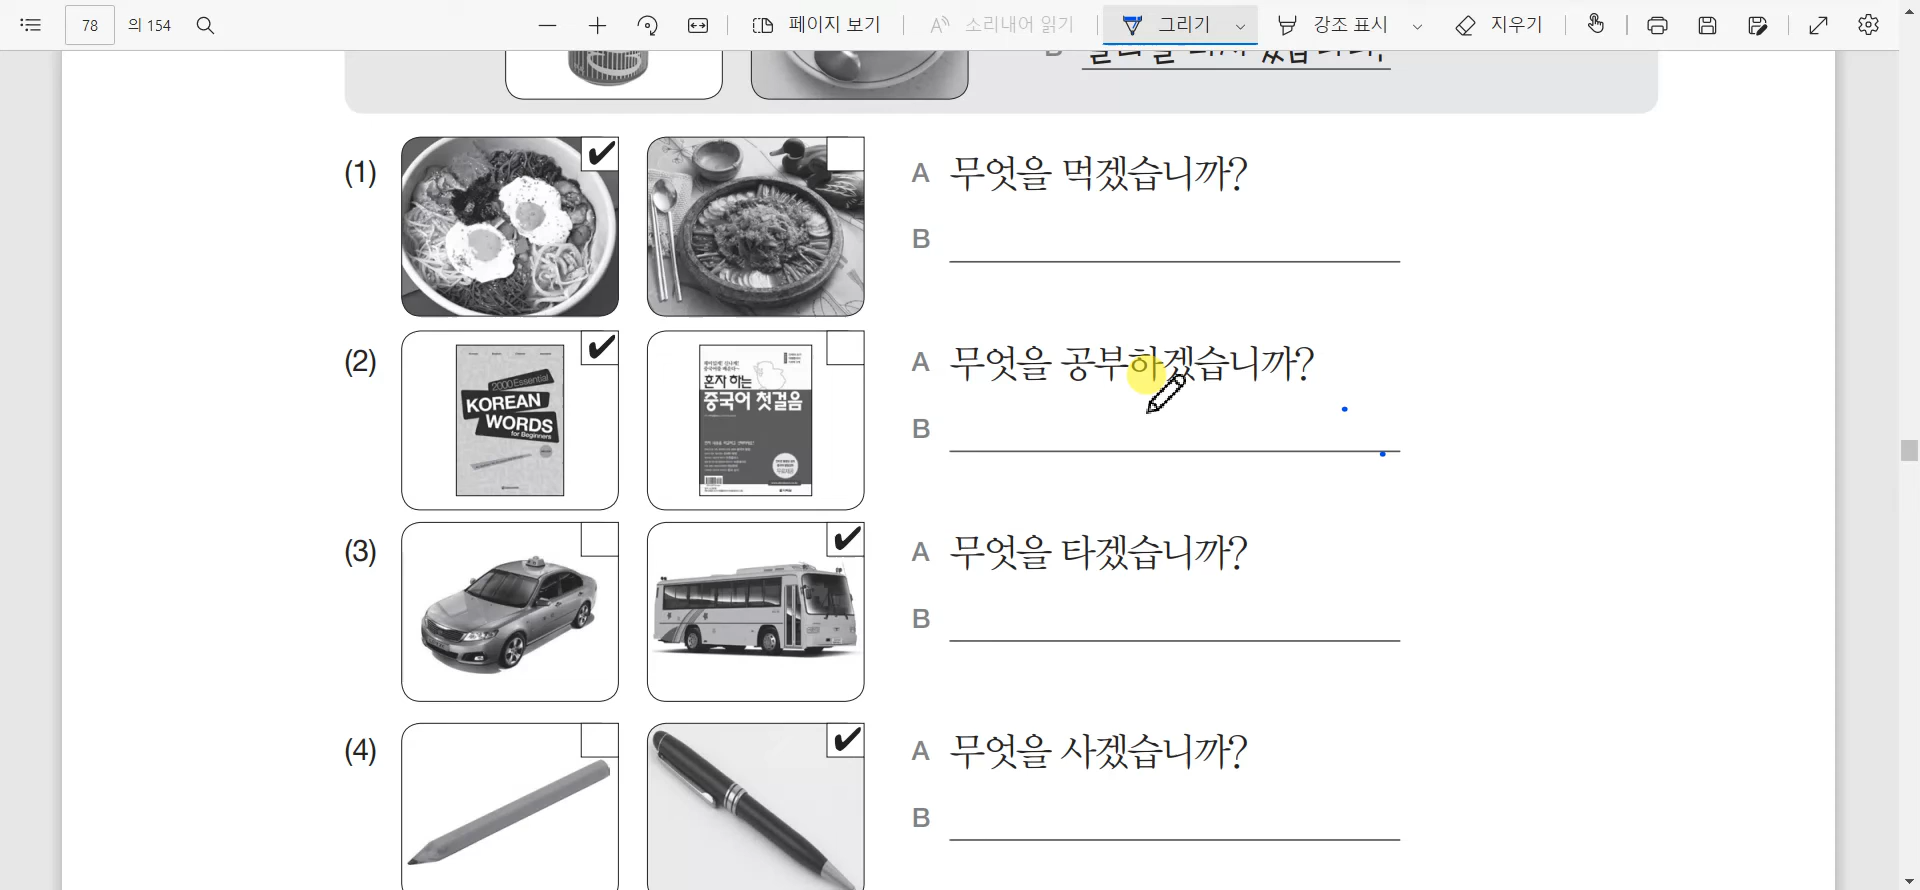 78 의 154 페이지 보기 소리내어 읽기 그리기 강조 표시 지우기
(1) A 무엇을 먹겠습니까?
B
(2) A 무엇을 공부하겠습니까?
B
2000 Essential
KOREAN
WORDS
for Beginners
혼자 하는
중국어 첫걸음
(3) A 무엇을 타겠습니까?
B
(4) A 무엇을 사겠습니까?
B